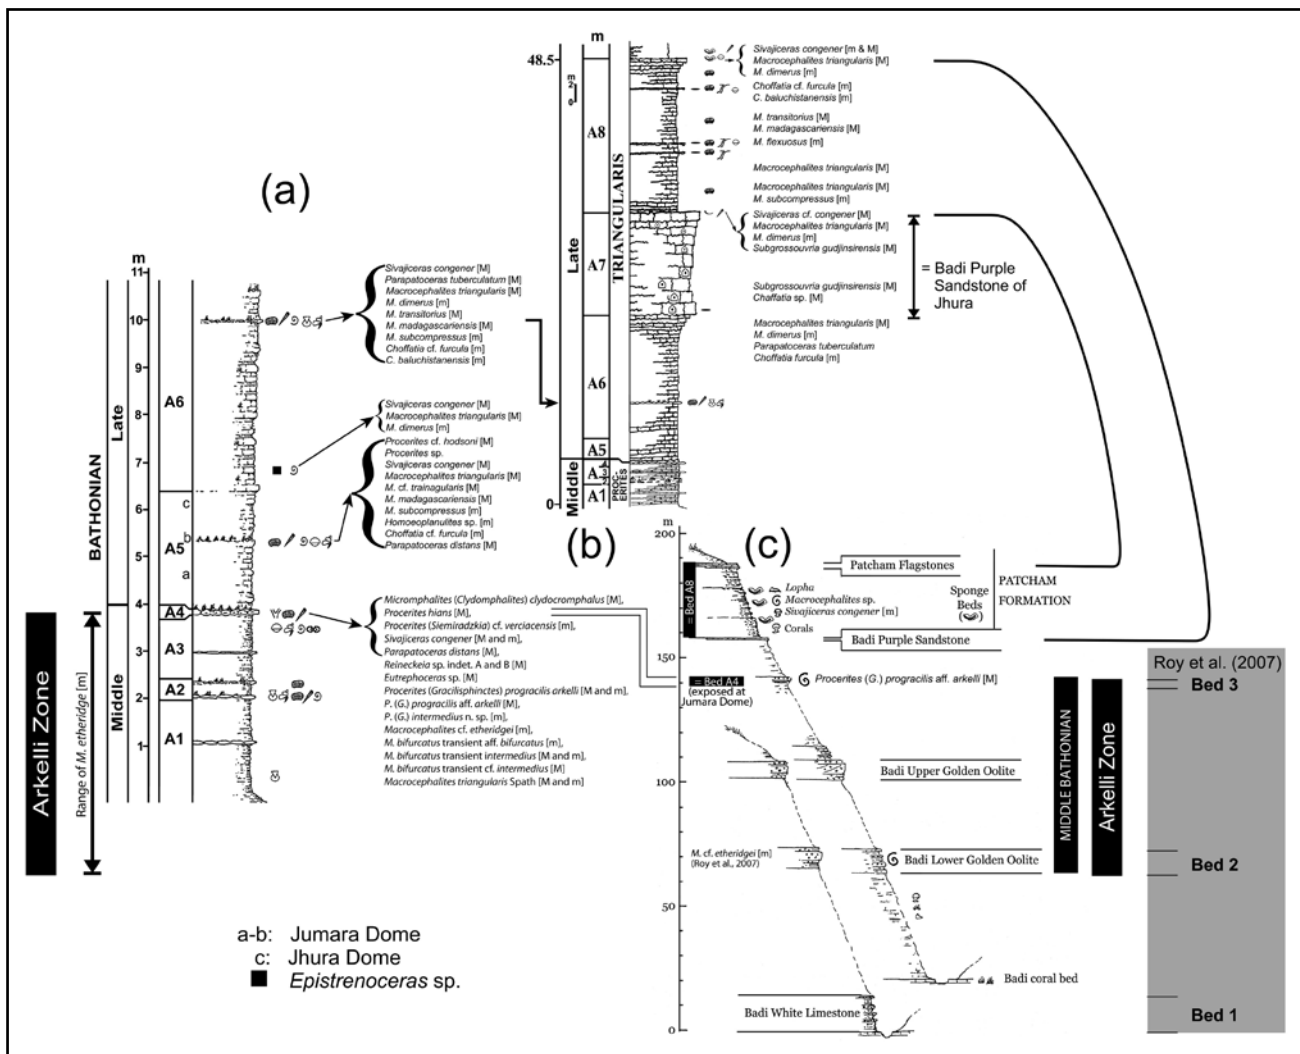 (a)
m
11
10
9
8
7
6
5
4
3
2
1
BATHONIAN
Late
Middle
A6
A5
c
b
a
A4
A3
A2
A1
Arkelli Zone
Range of M. etheridge [m]
Sivajiceras congener [M]
Parapatoceras tuberculatum [M]
Macrocephalites triangularis [M]
M. dimerus [m]
M. transitorius [M]
M. madagascariensis [M]
M. subcompressus [m]
Choffatia cf. furcula [m]
C. baluchistanensis [m]
Sivajiceras congener [M]
Macrocephalites triangularis [M]
M. dimerus [m]
Procerites cf. hodsoni [M]
Procerites sp.
Sivajiceras congener [M]
Macrocephalites triangularis [M]
M. cf. trainagularis [M]
M. madagascariensis [M]
M. subcompressus [m]
Homoeoplanulites sp. [m]
Choffatia cf. furcula [m]
Parapatoceras distans [M]
Micromphalites (Clydomphalites) clydocromphalus [M],
Procerites hians [M],
Procerites (Siemiradzkia) cf. verciacensis [m],
Sivajiceras congener [M and m],
Parapatoceras distans [M],
Reineckeia sp. indet. A and B [M]
Eutrephoceras sp. [M]
Procerites (Gracilisphinctes) progracilis arkelli [M and m],
P. (G.) progracilis aff. arkelli [M],
P. (G.) intermedius n. sp. [m],
Macrocephalites cf. etheridgei [m],
M. bifurcatus transient aff. bifurcatus [m],
M. bifurcatus transient intermedius [M and m],
M. bifurcatus transient cf. intermedius [M]
Macrocephalites triangularis Spath [M and m]
a-b: Jumara Dome
c: Jhura Dome
Epistrenoceras sp.
(b)
m
48.5
0
m
2
0
Late
Middle
A8
A7
A6
A5
A1
TRIANGULARIS
PROC-
ERITES
Sivajiceras congener [m & M]
Macrocephalites triangularis [M]
M. dimerus [m]
Choffatia cf. furcula [m]
C. baluchistanensis [m]
M. transitorius [M]
M. madagascariensis [M]
M. flexuosus [m]
Macrocephalites triangularis [M]
Macrocephalites triangularis [M]
M. subcompressus [m]
Sivajiceras cf. congener [M]
Macrocephalites triangularis [M]
M. dimerus [m]
Subgrossouvria gudjinsirensis [M]
Subgrossouvria gudjinsirensis [M]
Chaffatia sp. [M]
Macrocephalites triangularis [M]
M. dimerus [m]
Parapatoceras tuberculatum
Choffatia furcula [m]
= Badi Purple
Sandstone of
Jhura
(c)
m
200
150
100
50
0
= Bed A8
= Bed A4
(exposed at
Jumara Dome)
Patcham Flagstones
Lopha
Macrocephalites sp.
Sivajiceras congener [m]
Corals
Sponge
Beds
PATCHAM
FORMATION
Badi Purple Sandstone
Procerites (G.) progracilis aff. arkelli [M]
Badi Upper Golden Oolite
M. cf. etheridgei [m]
(Roy et al., 2007)
Badi Lower Golden Oolite
Badi coral bed
Badi White Limestone
MIDDLE BATHONIAN
Arkelli Zone
Roy et al. (2007)
Bed 3
Bed 2
Bed 1